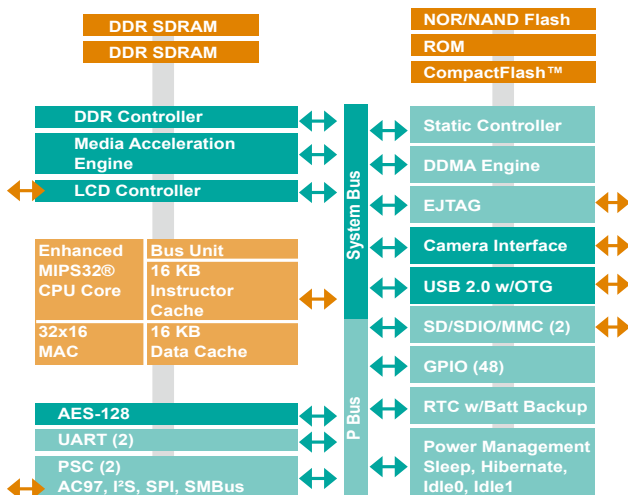 DDR SDRAM
DDR SDRAM
NOR/NAND Flash
ROM
CompactFlash™
DDR Controller
Media Acceleration
Engine
LCD Controller
Enhanced
MIPS32®
CPU Core
Bus Unit
16 KB
Instructor
Cache
32x16
MAC
16 KB
Data Cache
AES-128
UART (2)
PSC (2)
AC97, I²S, SPI, SMBus
System Bus
P Bus
Static Controller
DDMA Engine
EJTAG
Camera Interface
USB 2.0 w/OTG
SD/SDIO/MMC (2)
GPIO (48)
RTC w/Batt Backup
Power Management
Sleep, Hibernate,
Idle0, Idle1